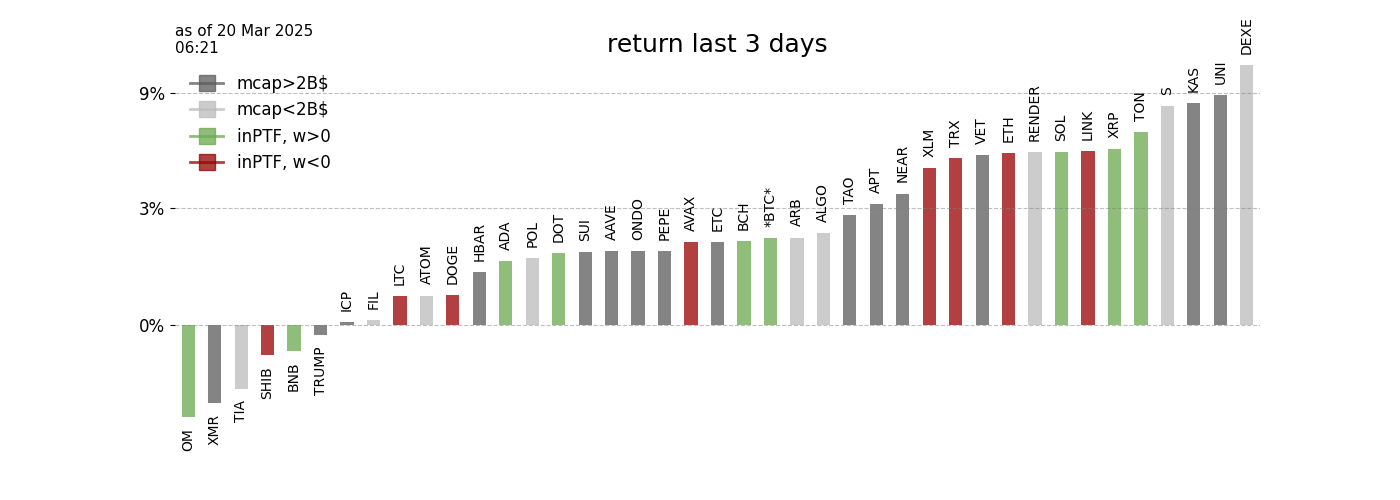 as of 20 Mar 2025
06:21
return last 3 days
mcap>2B$
mcap<2B$
inPTF, w>0
inPTF, w<0
9%
3%
0%
OM
XMR
TIA
SHIB
BNB
TRUMP
ICP
FIL
LTC
ATOM
DOGE
HBAR
ADA
POL
DOT
SUI
AAVE
ONDO
PEPE
AVAX
ETC
BCH
*BTC*
ARB
ALGO
TAO
APT
NEAR
XLM
TRX
VET
ETH
RENDER
SOL
LINK
XRP
TON
S
KAS
UNI
DEXE